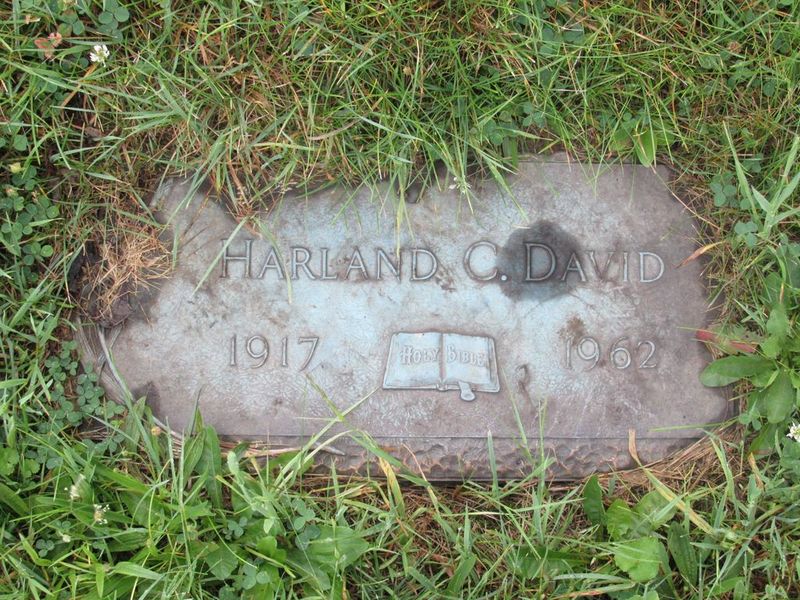 HARLAND C. DAVID
1917 HOLY BIBLE 1962